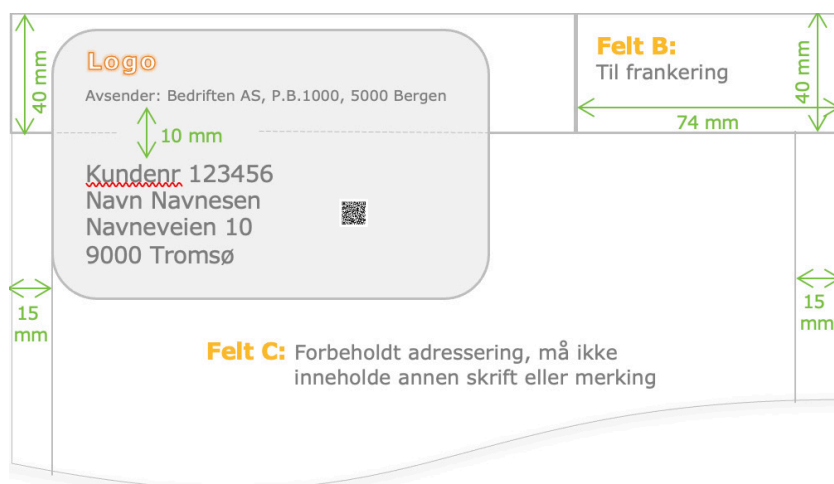 Logo
Avsender: Bedriften AS, P.B.1000, 5000 Bergen
40 mm
10 mm
Kundenr 123456
Navn Navnesen
Navneveien 10
9000 Tromsø
Felt B:
Til frankering
40 mm
74 mm
15
mm
15
mm
Felt C: Forbeholdt adressering, må ikke
inneholde annen skrift eller merking